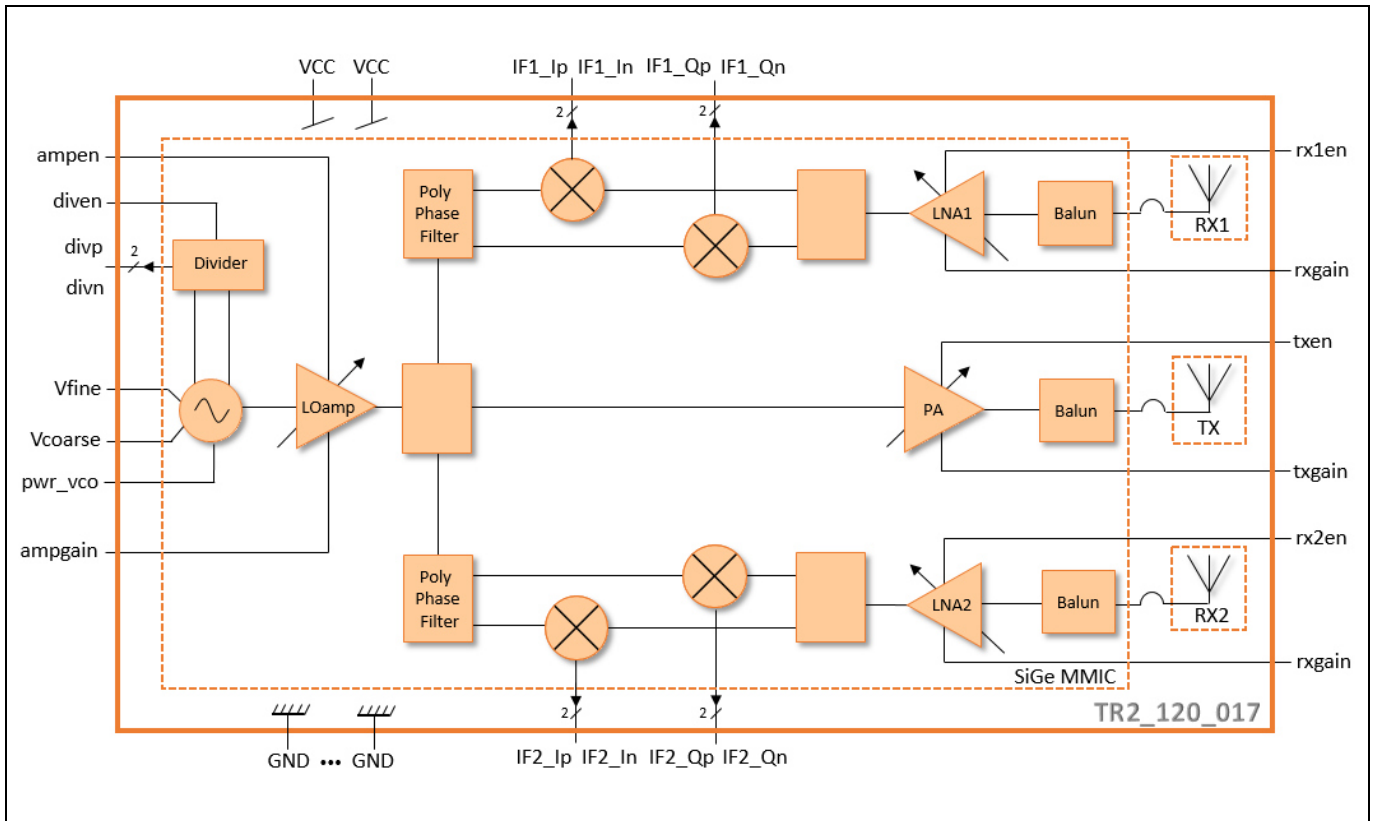 VCC VCC
IF1_Ip IF1_In IF1_Qp IF1_Qn
2
2
ampen
diven
divp
2
divn
Divider
Vfine
Vcoarse
pwr_vco
ampgain
LOamp
Poly
Phase
Filter
LNA1
Balun
RX1
rx1en
rxgain
txen
PA
Balun
TX
txgain
Poly
Phase
Filter
LNA2
Balun
RX2
rx2en
rxgain
SiGe MMIC
TR2_120_017
2
2
GND ••• GND
IF2_Ip IF2_In IF2_Qp IF2_Qn